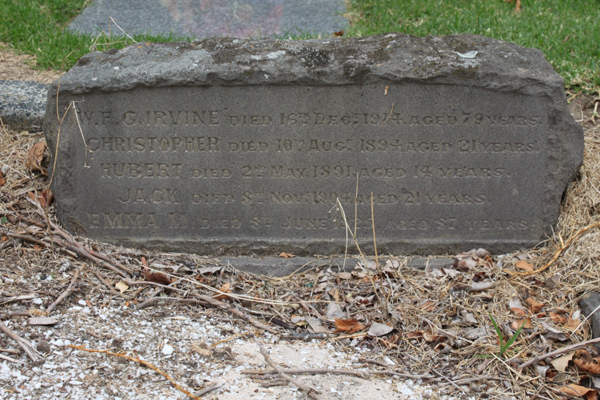 W.F.G. IRVINE DIED 16TH DEC. 1914. AGED 79 YEARS.
CHRISTOPHER DIED 10TH AUG. 1894. AGED 21 YEARS.
HUBERT DIED 2ND MAY. 1891. AGED 14 YEARS.
JACK DIED 8TH NOV. AGED 21 YEARS.
EMMA DIED 8TH JUNE AGED 87 YEARS.